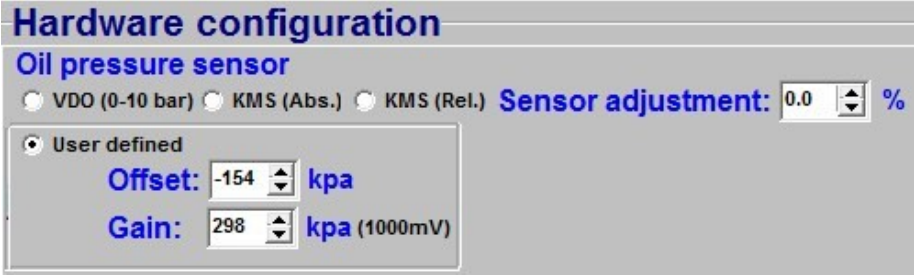 Hardware configuration
Oil pressure sensor
VDO (0-10 bar) KMS (Abs.) KMS (Rel.) Sensor adjustment: 0.0 %
User defined
Offset: -154 kpa
Gain: 298 kpa (1000mV)